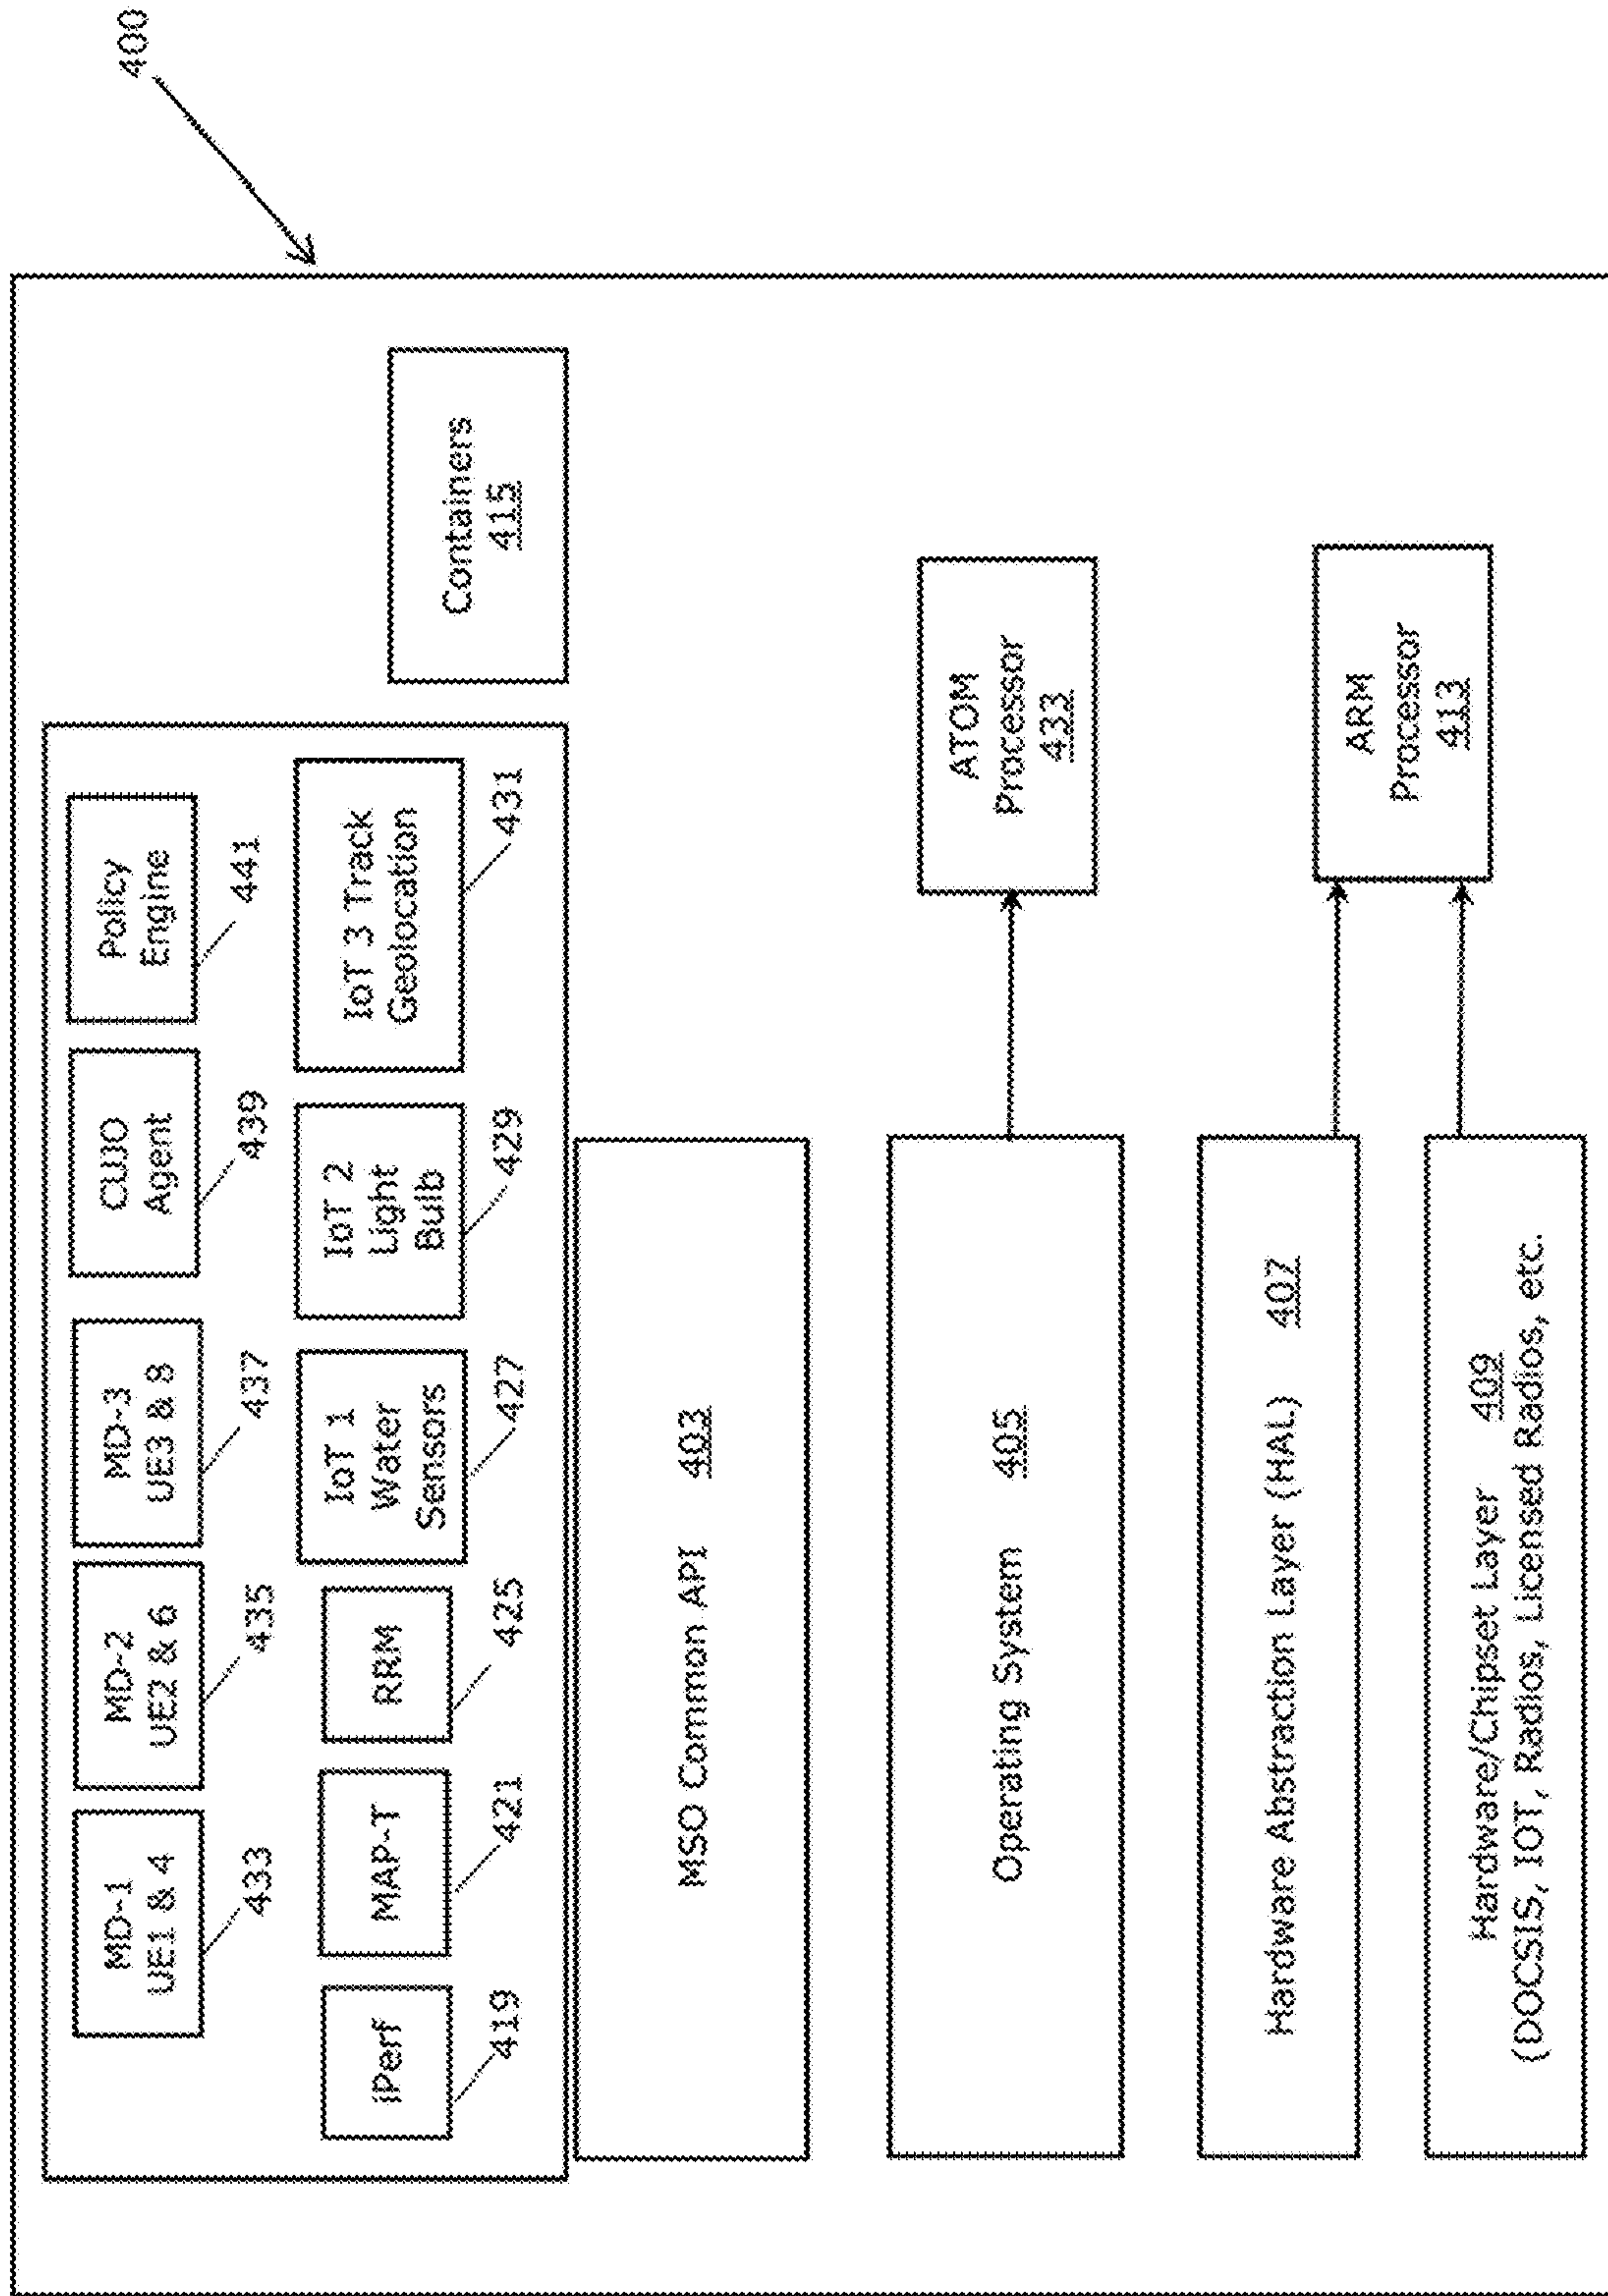 400
MD-1
UE1 & 4
433
MD-2
UE2 & 6
435
MD-3
UE3 & 8
437
CUJO
Agent
439
Policy
Engine
441
iPerf
419
MAP-T
421
RRM
425
IoT 1
Water
Sensors
427
IoT 2
Light
Bulb
429
IoT 3 Track
Geolocation
431
Containers
415
MSO Common API 403
Operating System 405
ATOM
Processor
433
Hardware Abstraction Layer (HAL) 407
ARM
Processor
413
Hardware/Chipset Layer 409
(DOCSIS, IOT, Radios, Licensed Radios, etc.